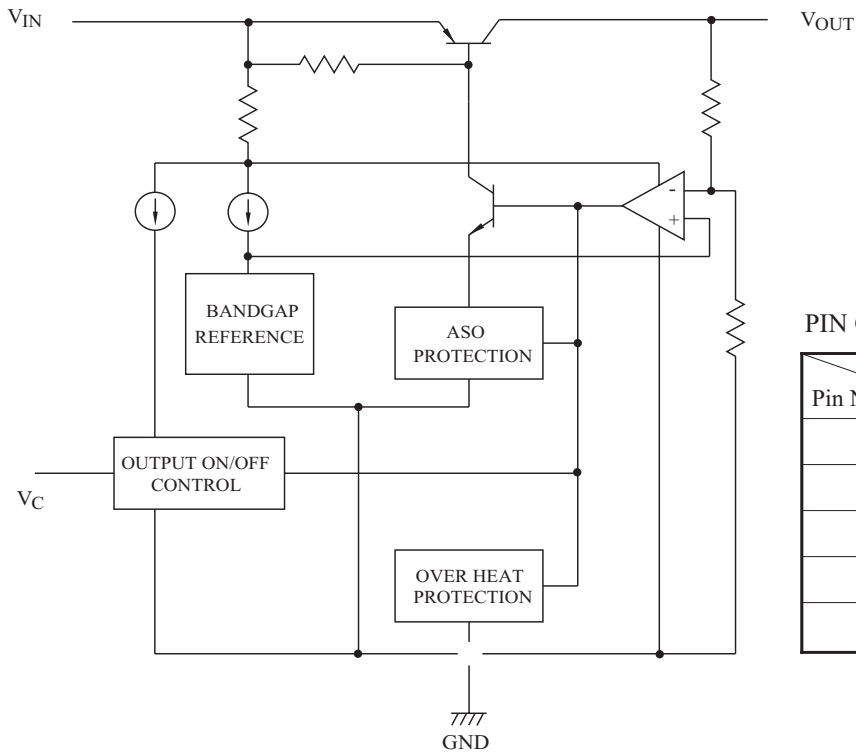 VIN
VOUT
-
+
BANDGAP
REFERENCE
ASO
PROTECTION
PIN
Pin
OUTPUT ON/OFF
CONTROL
VC
OVER HEAT
PROTECTION
GND